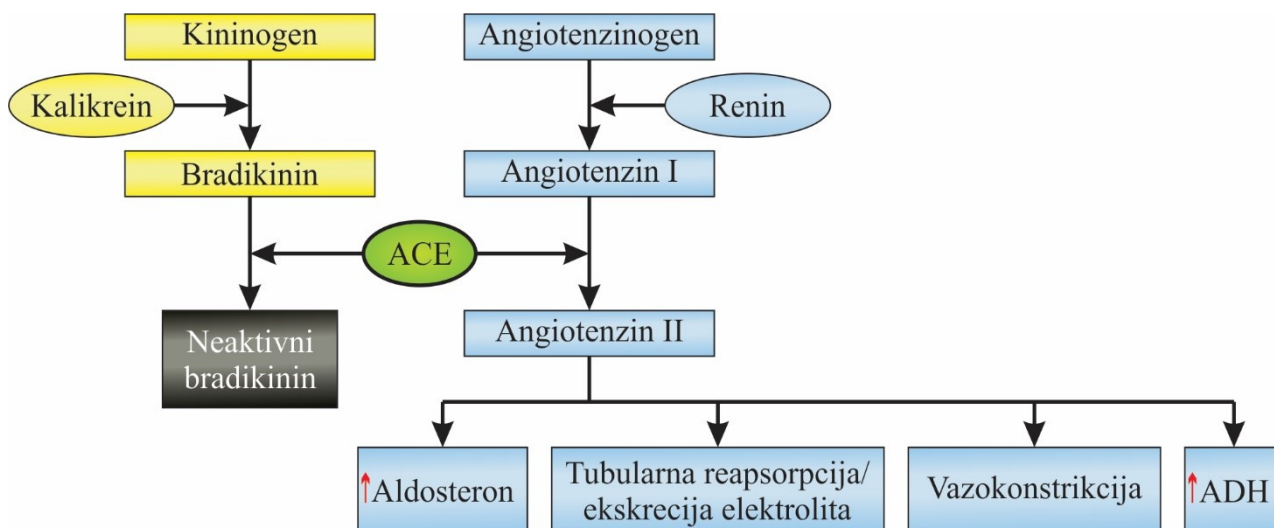 Kininogen
Angiotenzinogen
Kalikrein
Renin
Bradikinin
Angiotenzin I
ACE
Neaktivni
bradikinin
Angiotenzin II
↑Aldosteron
Tubularna reapsorpcija/
ekskrecija elektrolita
Vazokonstrikcija
↑ADH